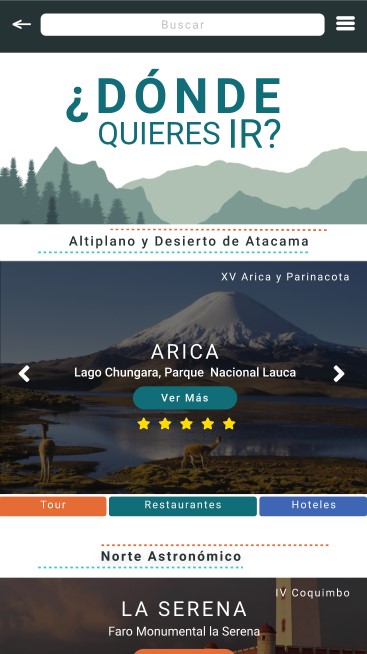 Buscar
¿DÓNDE
QUIERES IR?
Altiplano y Desierto de Atacama
XV Arica y Parinacota
ARICA
Lago Chungara, Parque Nacional Lauca
Ver Más
Tour
Restaurantes
Hoteles
Norte Astronómico
IV Coquimbo
LA SERENA
Faro Monumental la Serena